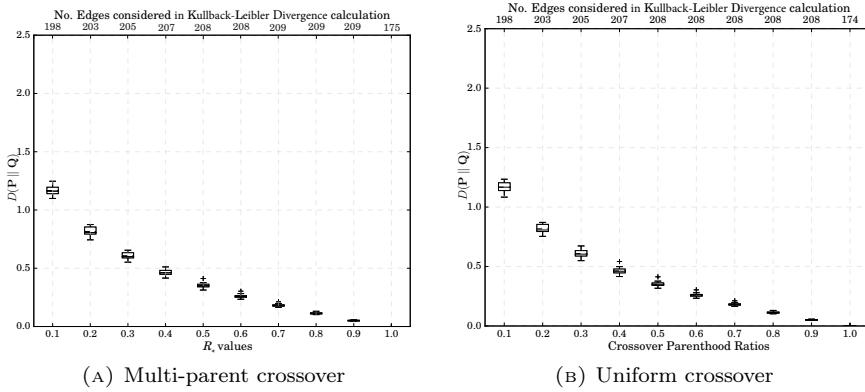 No. Edges considered in Kullback-Leibler Divergence calculation
198 203 205 207 208 208 209 209 209 175
2.5
2.0
1.5
1.0
0.5
0.0
D(P || Q)
0.1 0.2 0.3 0.4 0.5 0.6 0.7 0.8 0.9 1.0
R* values
(A) Multi-parent crossover
No. Edges considered in Kullback-Leibler Divergence calculation
198 203 205 207 208 208 208 208 208 174
2.5
2.0
1.5
1.0
0.5
0.0
D(P || Q)
0.1 0.2 0.3 0.4 0.5 0.6 0.7 0.8 0.9 1.0
Crossover Parenthood Ratios
(B) Uniform crossover